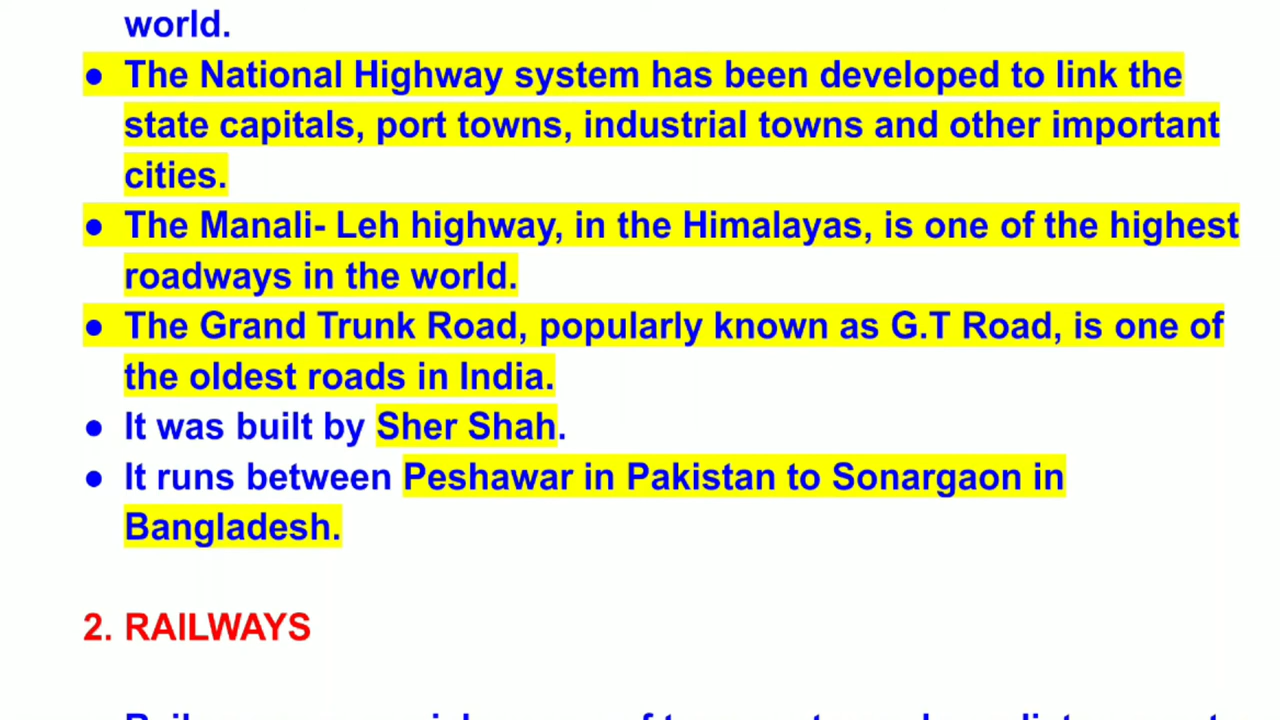 world.
● The National Highway system has been developed to link the
state capitals, port towns, industrial towns and other important
cities.
● The Manali- Leh highway, in the Himalayas, is one of the highest
roadways in the world.
● The Grand Trunk Road, popularly known as G.T Road, is one of
the oldest roads in India.
● It was built by Sher Shah.
● It runs between Peshawar in Pakistan to Sonargaon in
Bangladesh.
2. RAILWAYS